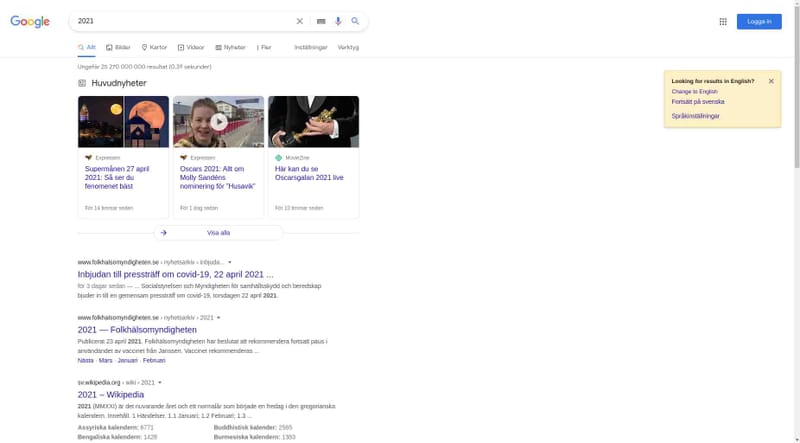 Google
2021
Logga in
Allt
Bilder
Kartor
Videor
Nyheter
Fler
Inställningar
Verktyg
Ungefär 25 270 000 000 resultat (0,39 sekunder)
Looking for results in English?
Change to English
Fortsätt på svenska
Språkinställningar
Huvudnyheter
Expressen
Supermånen 27 april
2021: Så ser du
fenomenet bäst
För 14 timmar sedan
Expressen
Oscars 2021: Allt om
Molly Sandéns
nominering för "Husavik"
För 1 dag sedan
MovieZine
Här kan du se
Oscarsgalan 2021 live
För 10 timmar sedan
Visa alla
www.folkhalsomyndigheten.se › nyhetsarkiv › inbjuda...
Inbjudan till pressträff om covid-19, 22 april 2021 ...
för 3 dagar sedan — ... Socialstyrelsen och Myndigheten för samhällsskydd och beredskap
bjuder in till en gemensam pressträff om covid-19, torsdagen 22 april 2021.
www.folkhalsomyndigheten.se › nyhetsarkiv › 2021
2021 — Folkhälsomyndigheten
Publicerat 23 april 2021. Folkhälsomyndigheten har beslutat att rekommendera fortsatt paus i
användandet av vaccinet från Janssen. Vaccinet rekommenderas ...
Nästa · Mars · Januari · Februari
sv.wikipedia.org › wiki › 2021
2021 – Wikipedia
2021 (MMXXI) är det nuvarande året och ett normalår som började en fredag i den gregorianska
kalendern. Innehåll. 1 Händelser. 1.1 Januari; 1.2 Februari; 1.3 ...
Assyriska kalendern: 6771
Buddhistisk kalender: 2565
Bengaliska kalendern: 1428
Burmesiska kalendern: 1383